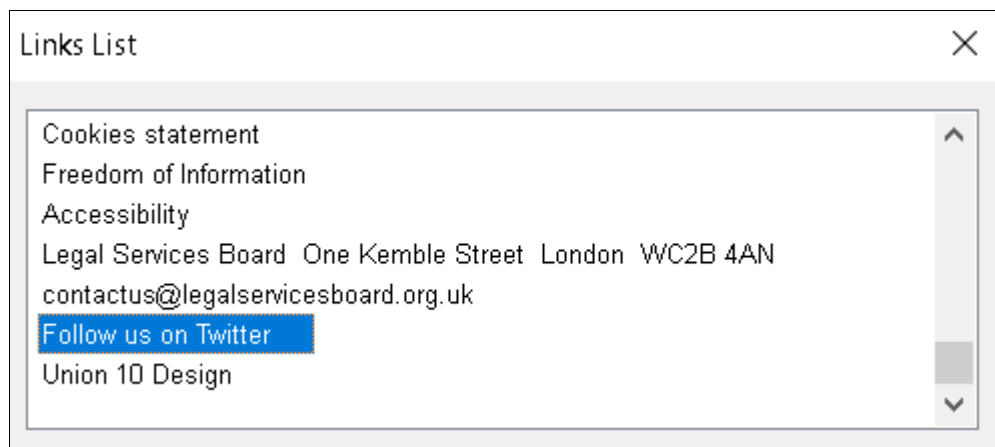 Links List
Cookies statement
Freedom of Information
Accessibility
Legal Services Board  One Kemble Street  London  WC2B 4AN
contactus@legalservicesboard.org.uk
Follow us on Twitter
Union 10 Design